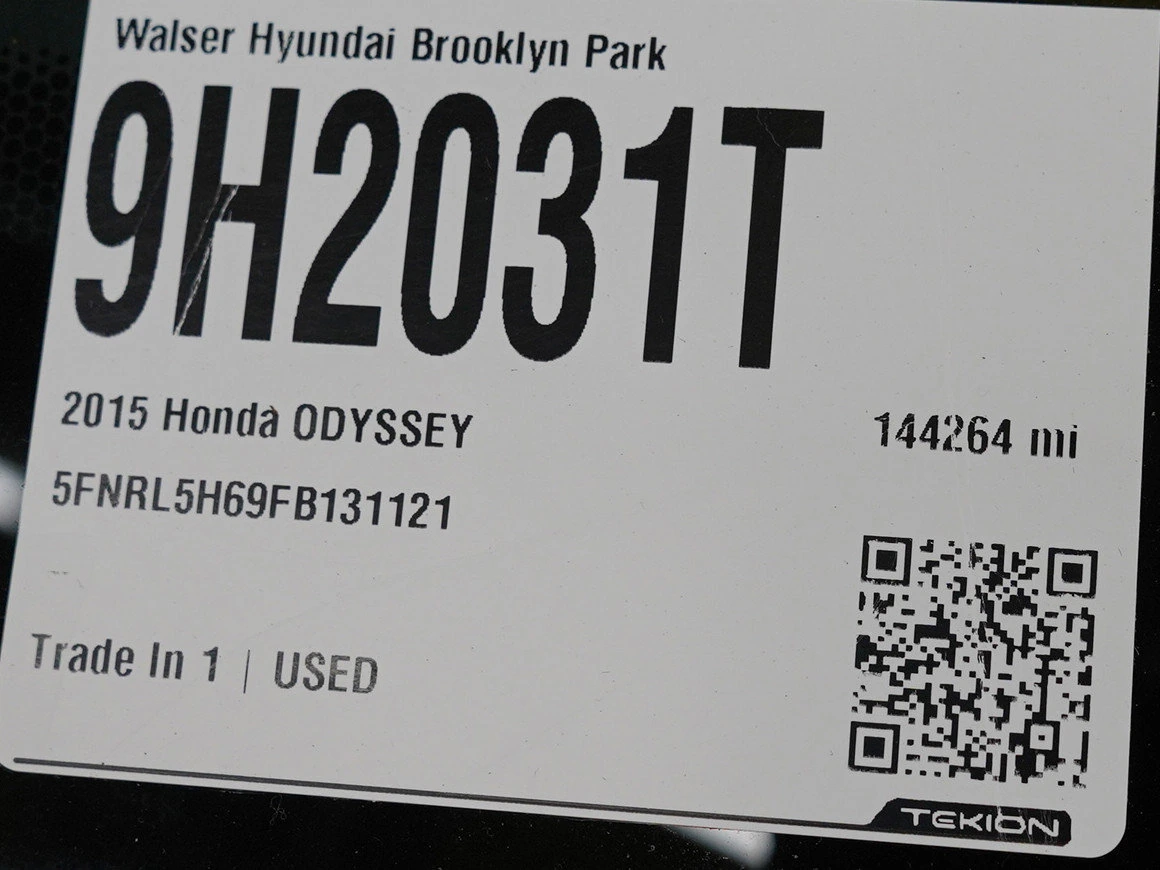 Walser Hyundai Brooklyn Park
9H2031T
2015 Honda ODYSSEY
144264 mi
5FNRL5H69FB131121
Trade In 1 | USED
TEKION